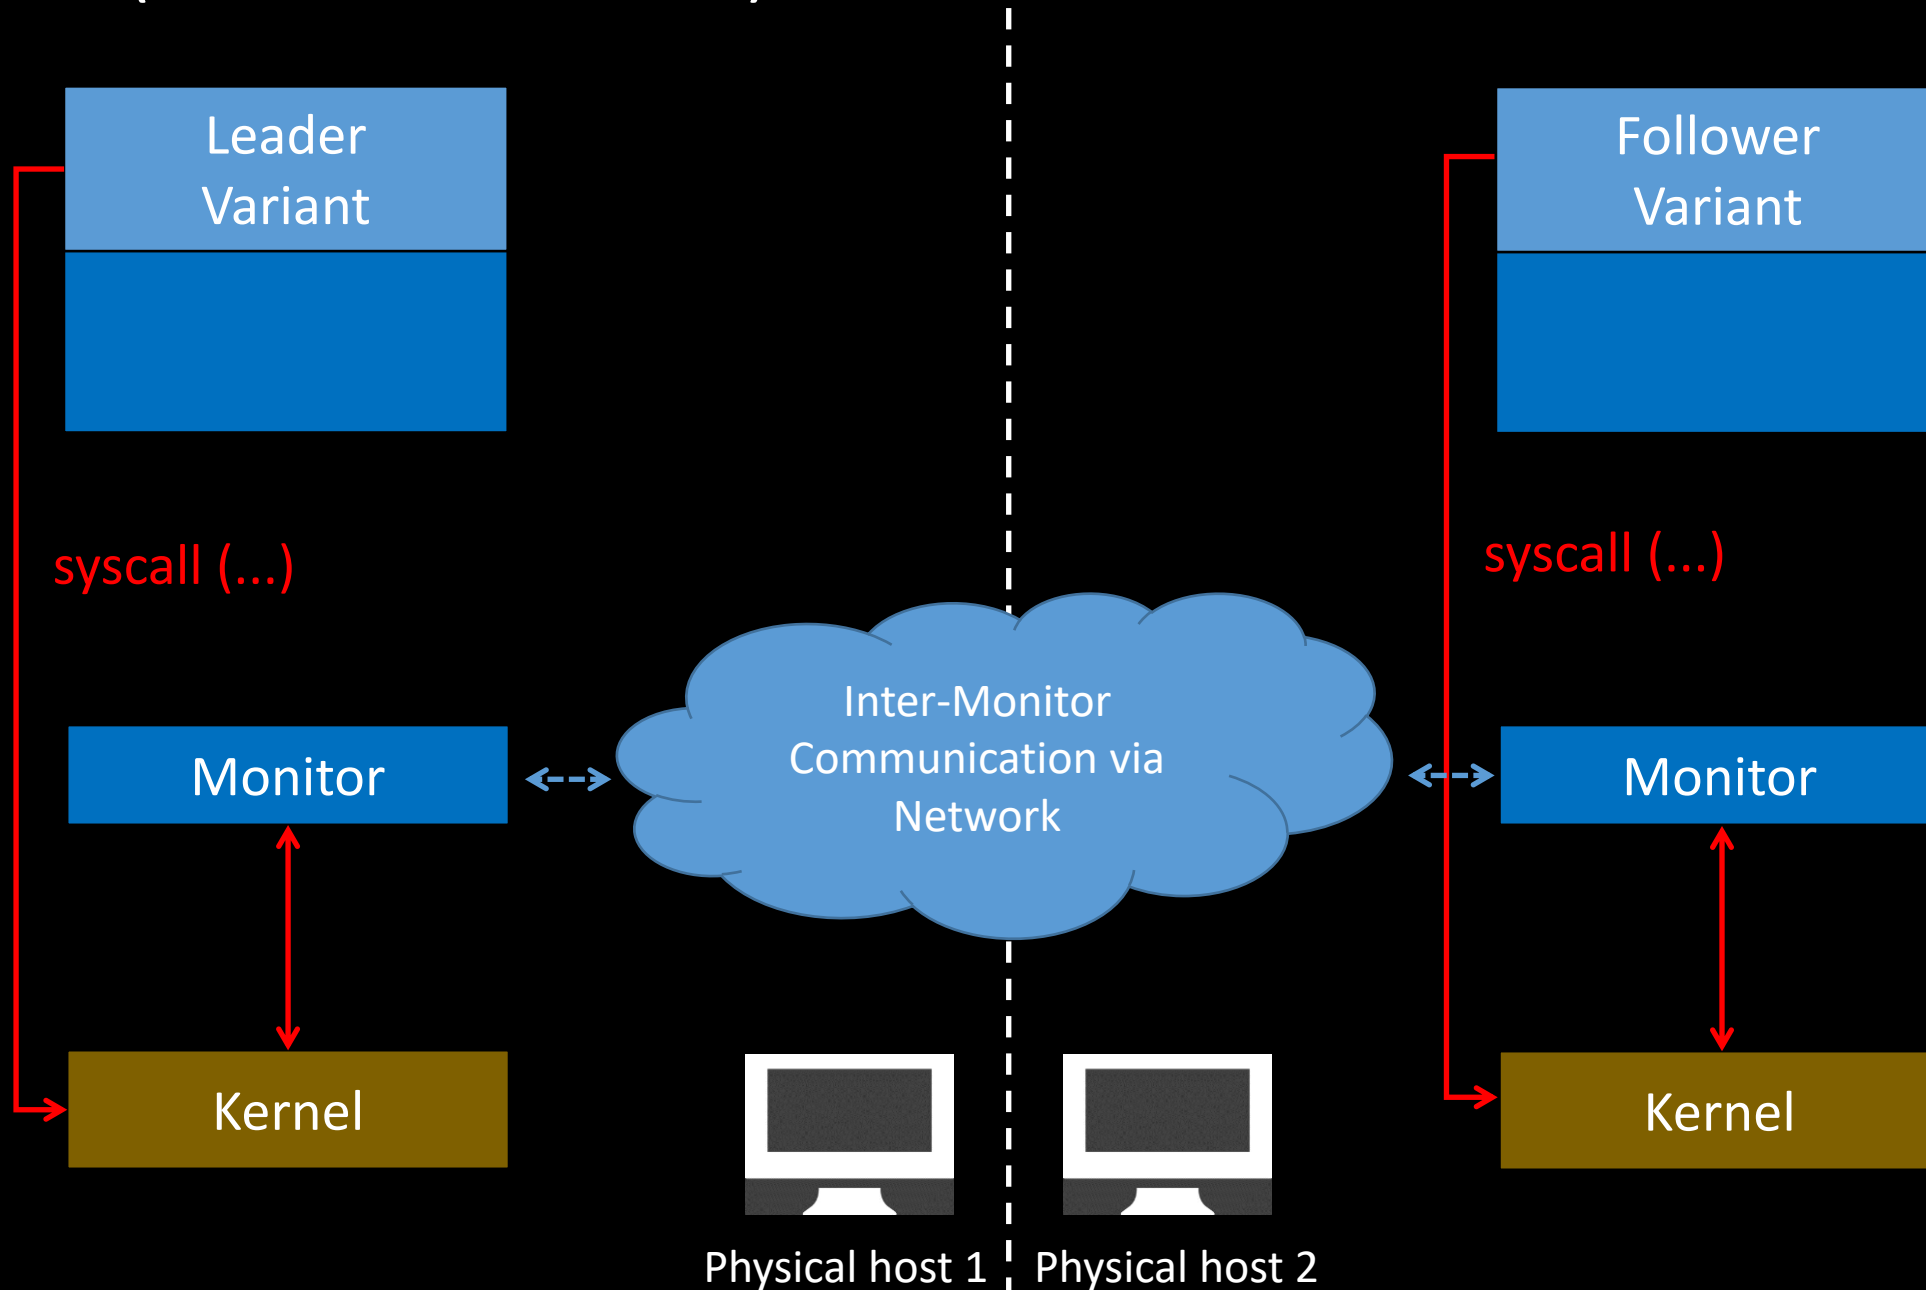 Leader
Variant
Follower
Variant
syscall (...)
syscall (...)
Inter-Monitor
Communication via
Network
Monitor
Monitor
Kernel
Kernel
Physical host 1
Physical host 2